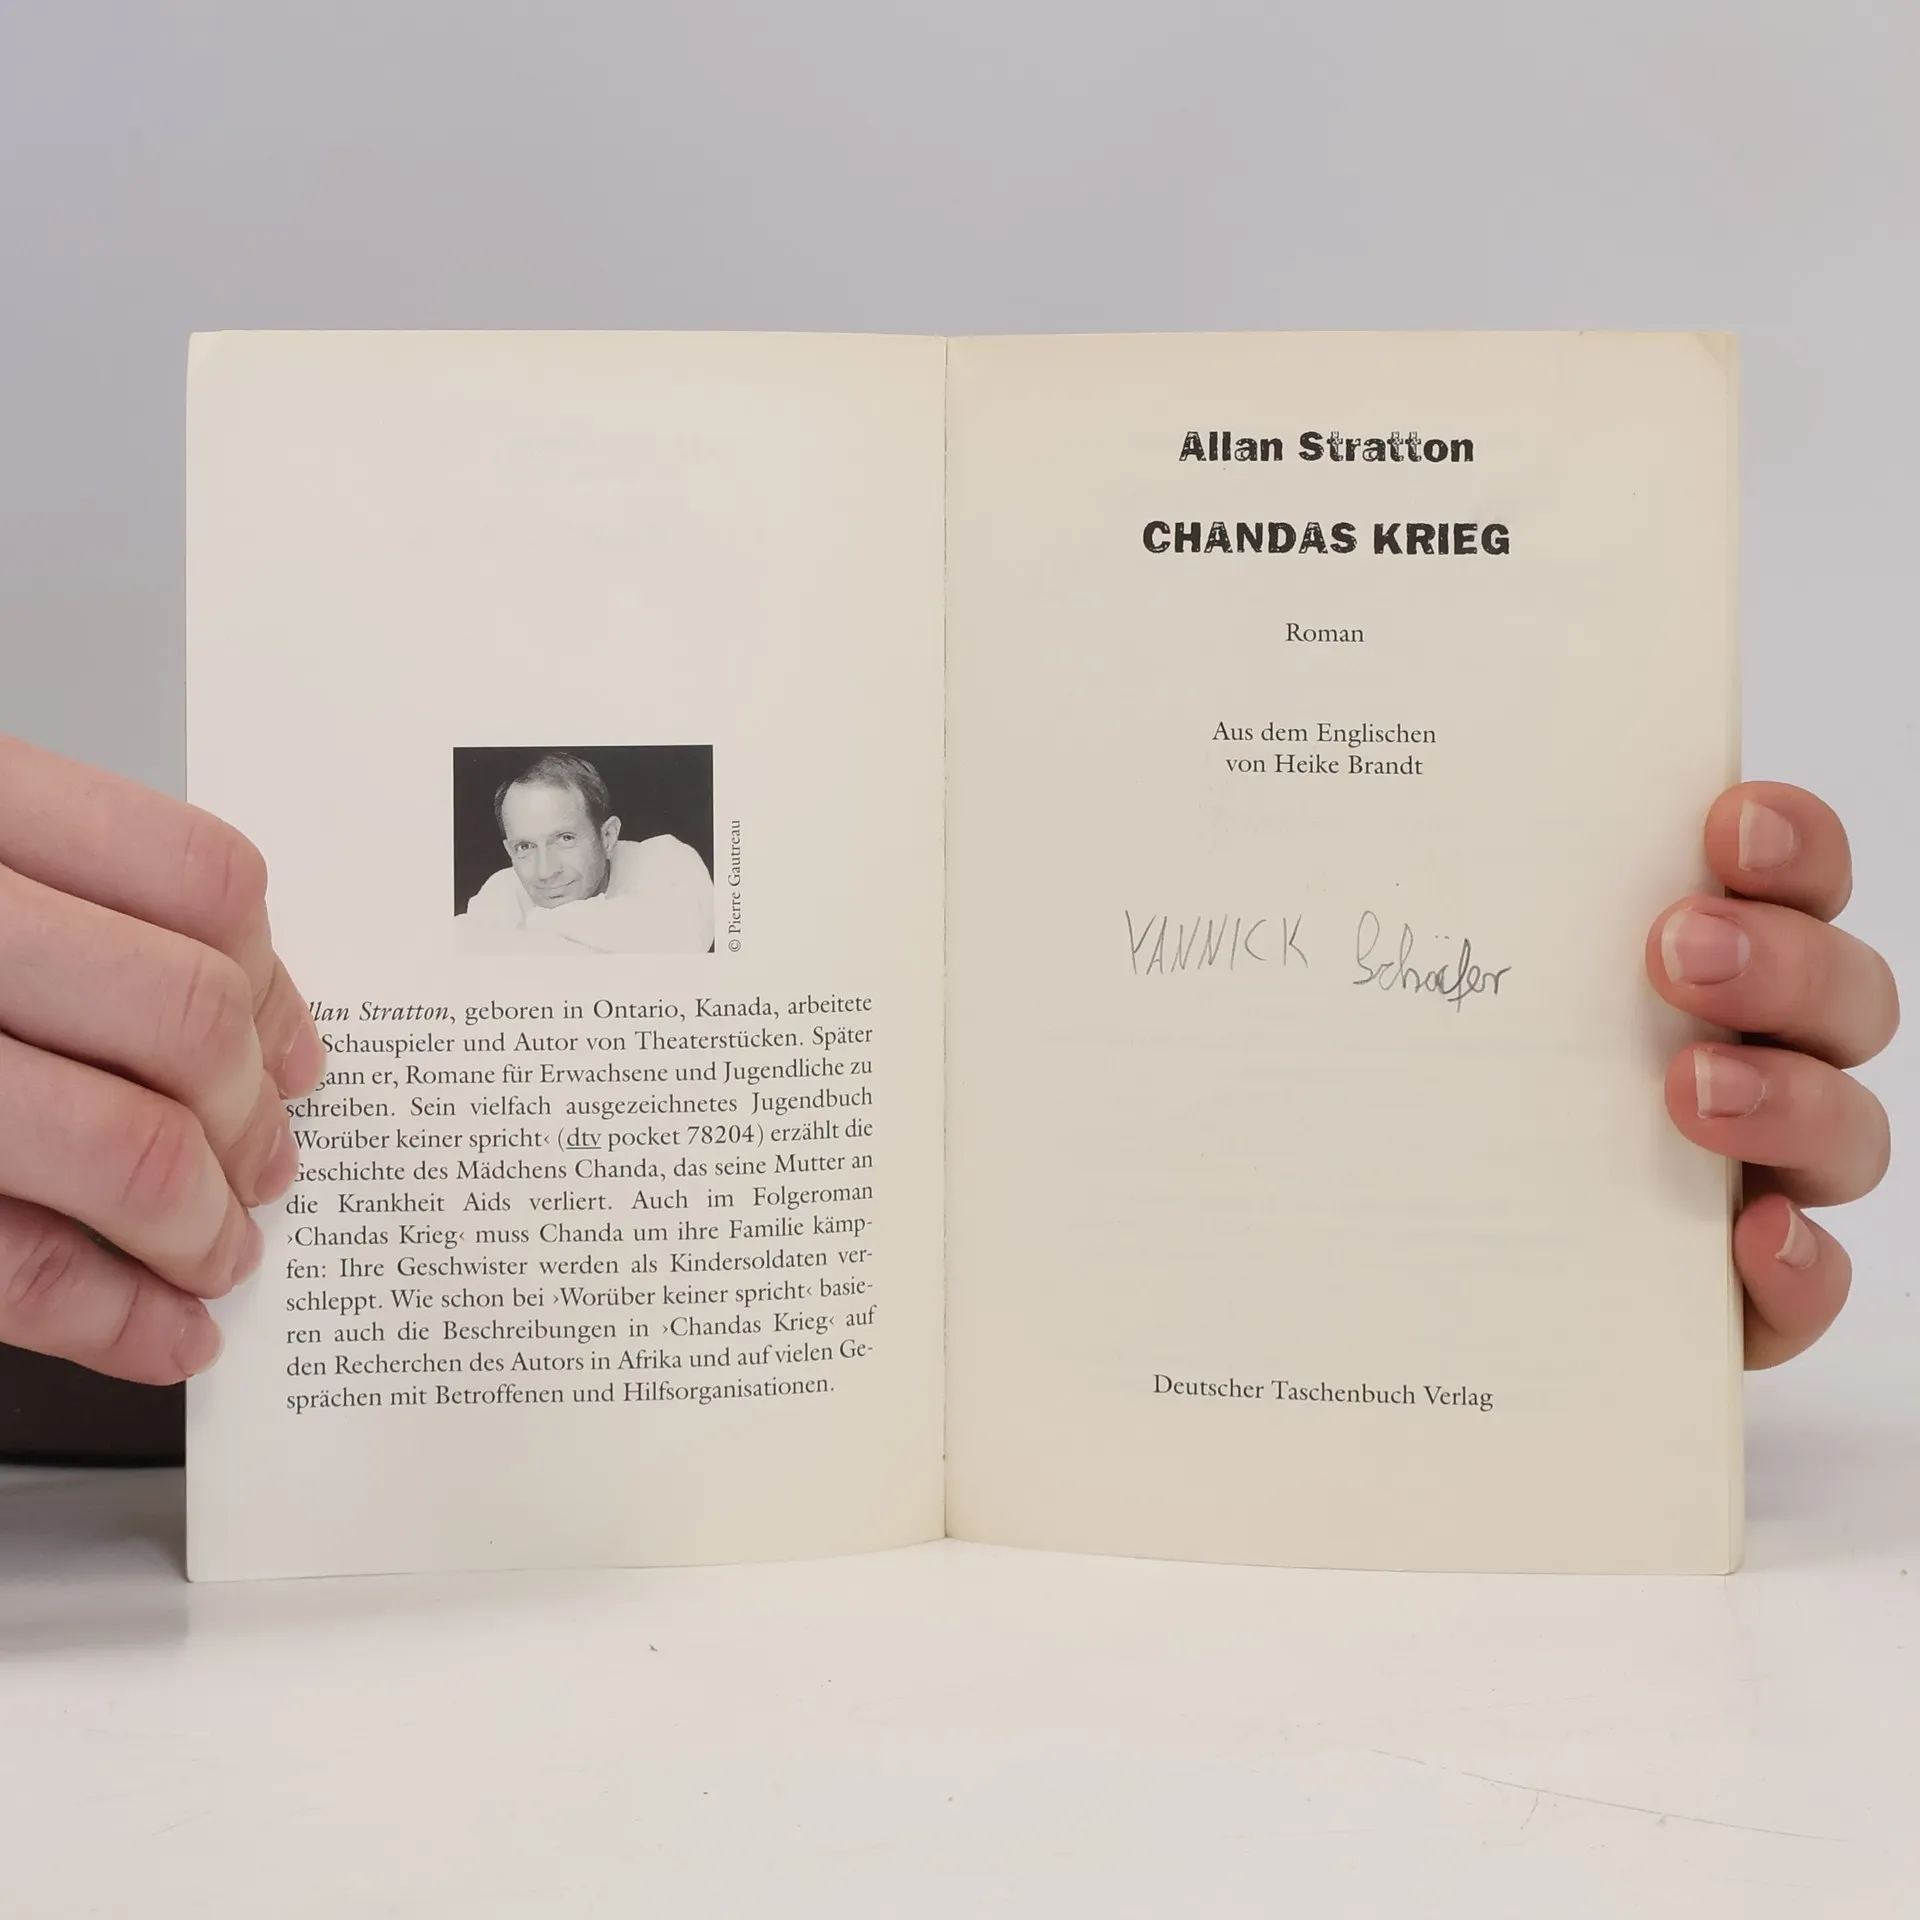 © Pierre Gautreau
llan Stratton, geboren in Ontario, Kanada, arbeitete
Schauspieler und Autor von Theaterstücken. Später
gann er, Romane für Erwachsene und Jugendliche zu
schreiben. Sein vielfach ausgezeichnetes Jugendbuch
Worüber keiner spricht‹ (dtv pocket 78204) erzählt die
Geschichte des Mädchens Chanda, das seine Mutter an
die Krankheit Aids verliert. Auch im Folgeroman
›Chandas Krieg‹ muss Chanda um ihre Familie kämp-
fen: Ihre Geschwister werden als Kindersoldaten ver-
schleppt. Wie schon bei ›Worüber keiner spricht‹ basie-
ren auch die Beschreibungen in ›Chandas Krieg‹ auf
den Recherchen des Autors in Afrika und auf vielen Ge-
sprächen mit Betroffenen und Hilfsorganisationen.
Allan Stratton
CHANDAS KRIEG
Roman
Aus dem Englischen
von Heike Brandt
YANNICK Schäfer
Deutscher Taschenbuch Verlag